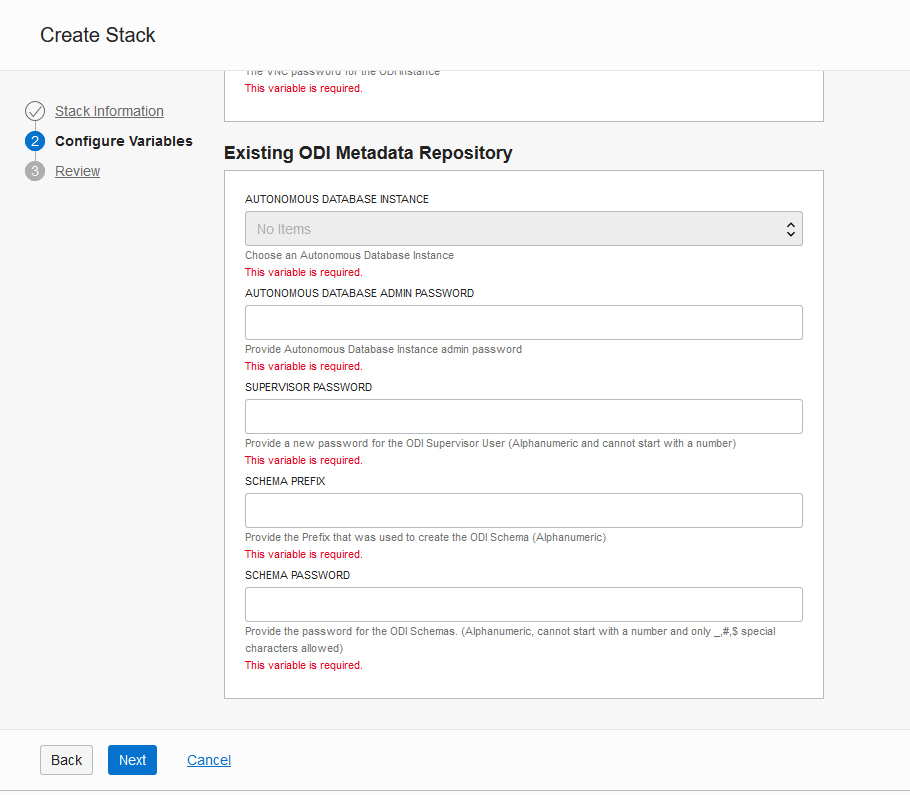 Create Stack
The VNC password for the ODI instance
This variable is required.
Stack Information
2 Configure Variables
3 Review
Existing ODI Metadata Repository
AUTONOMOUS DATABASE INSTANCE
No Items
Choose an Autonomous Database Instance
This variable is required.
AUTONOMOUS DATABASE ADMIN PASSWORD
Provide Autonomous Database Instance admin password
This variable is required.
SUPERVISOR PASSWORD
Provide a new password for the ODI Supervisor User (Alphanumeric and cannot start with a number)
This variable is required.
SCHEMA PREFIX
Provide the Prefix that was used to create the ODI Schema (Alphanumeric)
This variable is required.
SCHEMA PASSWORD
Provide the password for the ODI Schemas. (Alphanumeric, cannot start with a number and only _,#,$ special
characters allowed)
This variable is required.
Back Next Cancel